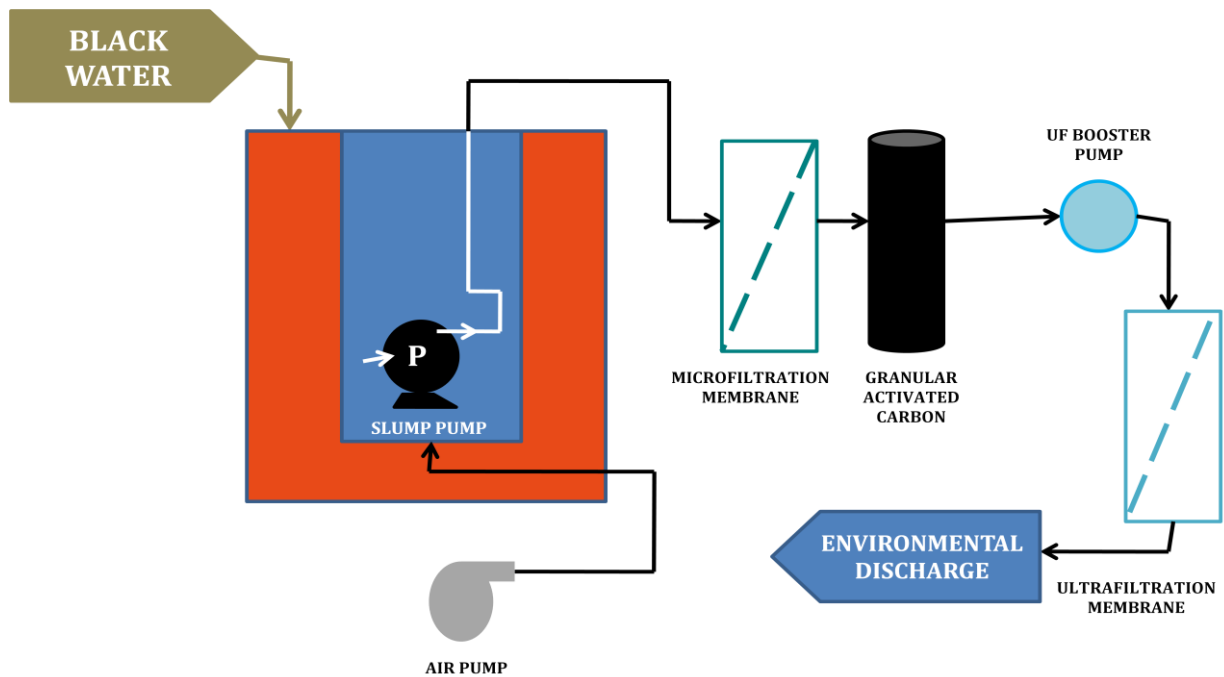 BLACK
WATER
UF BOOSTER
PUMP
P
SLUMP PUMP
MICROFILTRATION
MEMBRANE
GRANULAR
ACTIVATED
CARBON
ENVIRONMENTAL
DISCHARGE
ULTRAFILTRATION
MEMBRANE
AIR PUMP